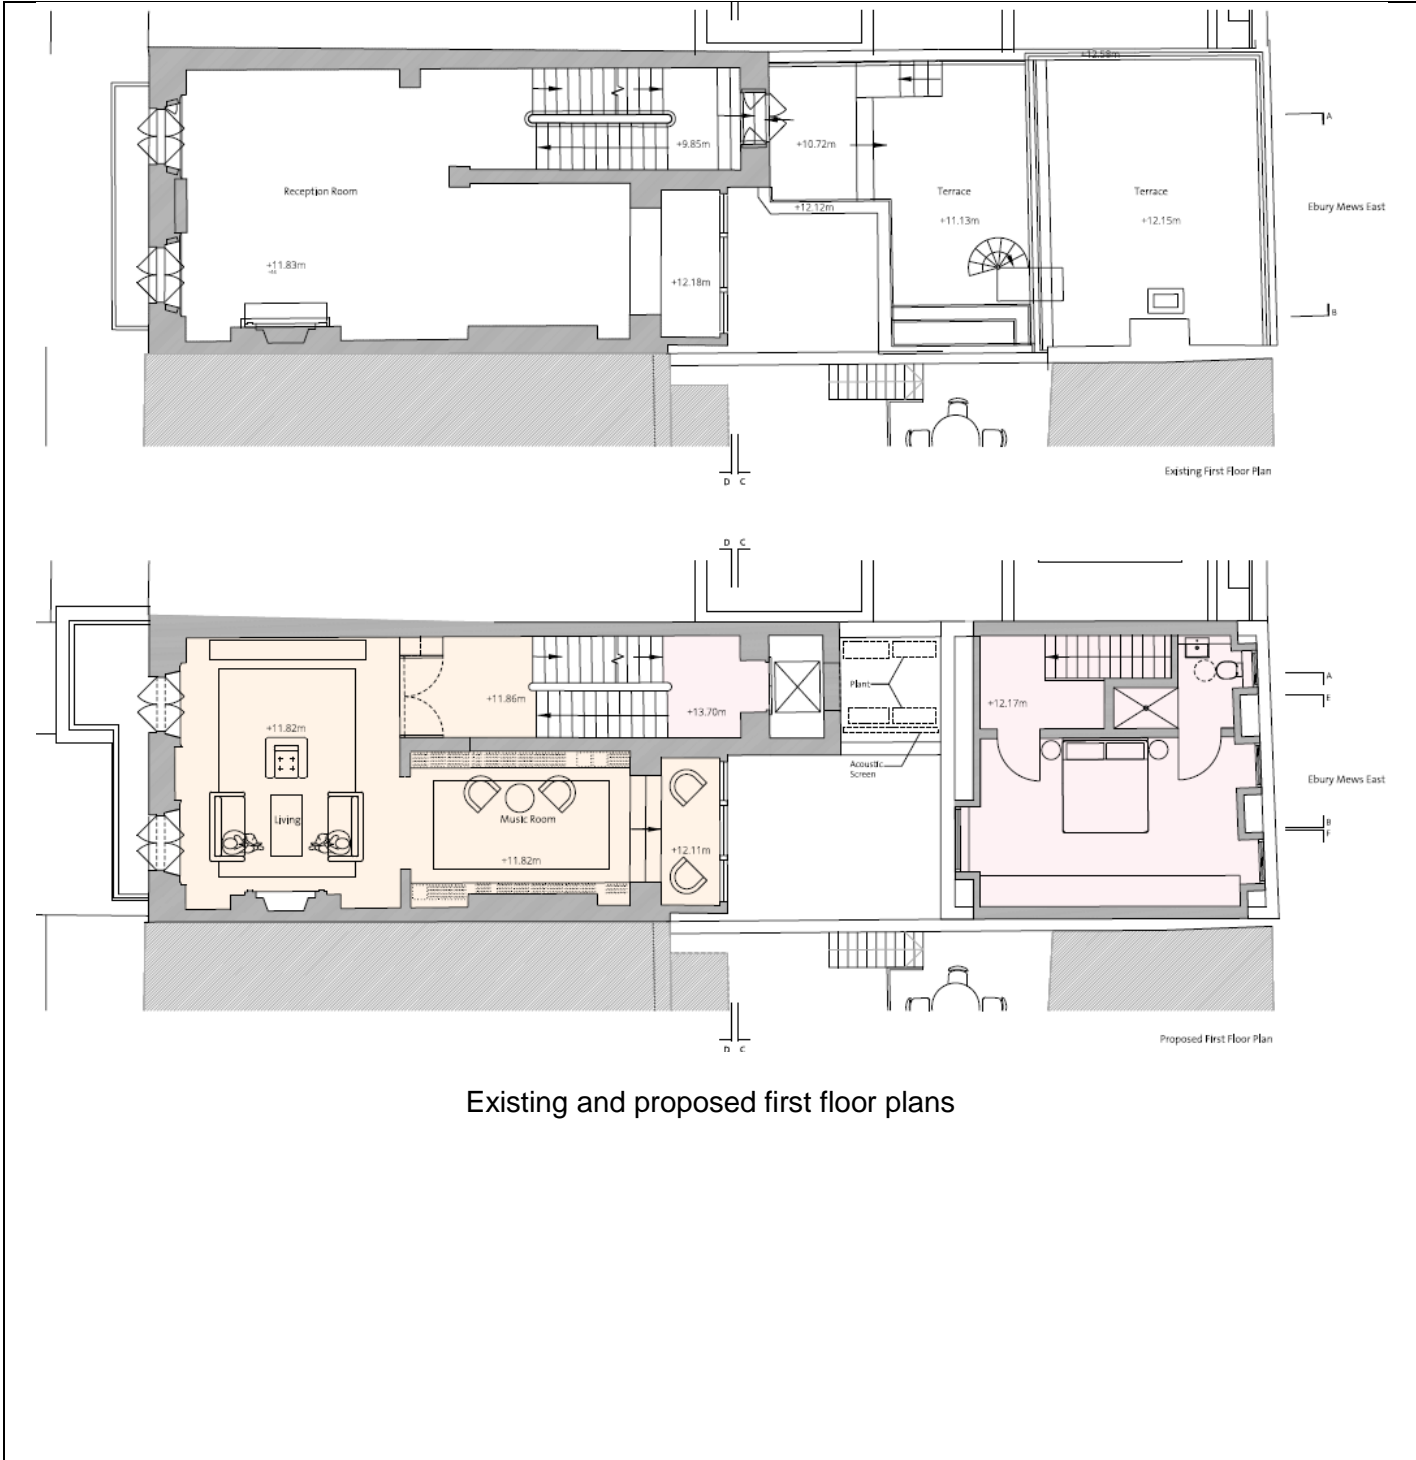 +12.58m
A
+9.85m
+10.72m
Reception Room
Terrace
Terrace
Ebury Mews East
+12.12m
+11.13m
+12.15m
+11.83m
+12.18m
B
D C
Existing First Floor Plan
D C
A
Plant
E
+11.86m
+12.17m
+13.70m
+11.82m
Acoustic
Screen
Ebury Mews East
Living
Music Room
B
F
+12.11m
+11.82m
D C
Proposed First Floor Plan
Existing and proposed first floor plans